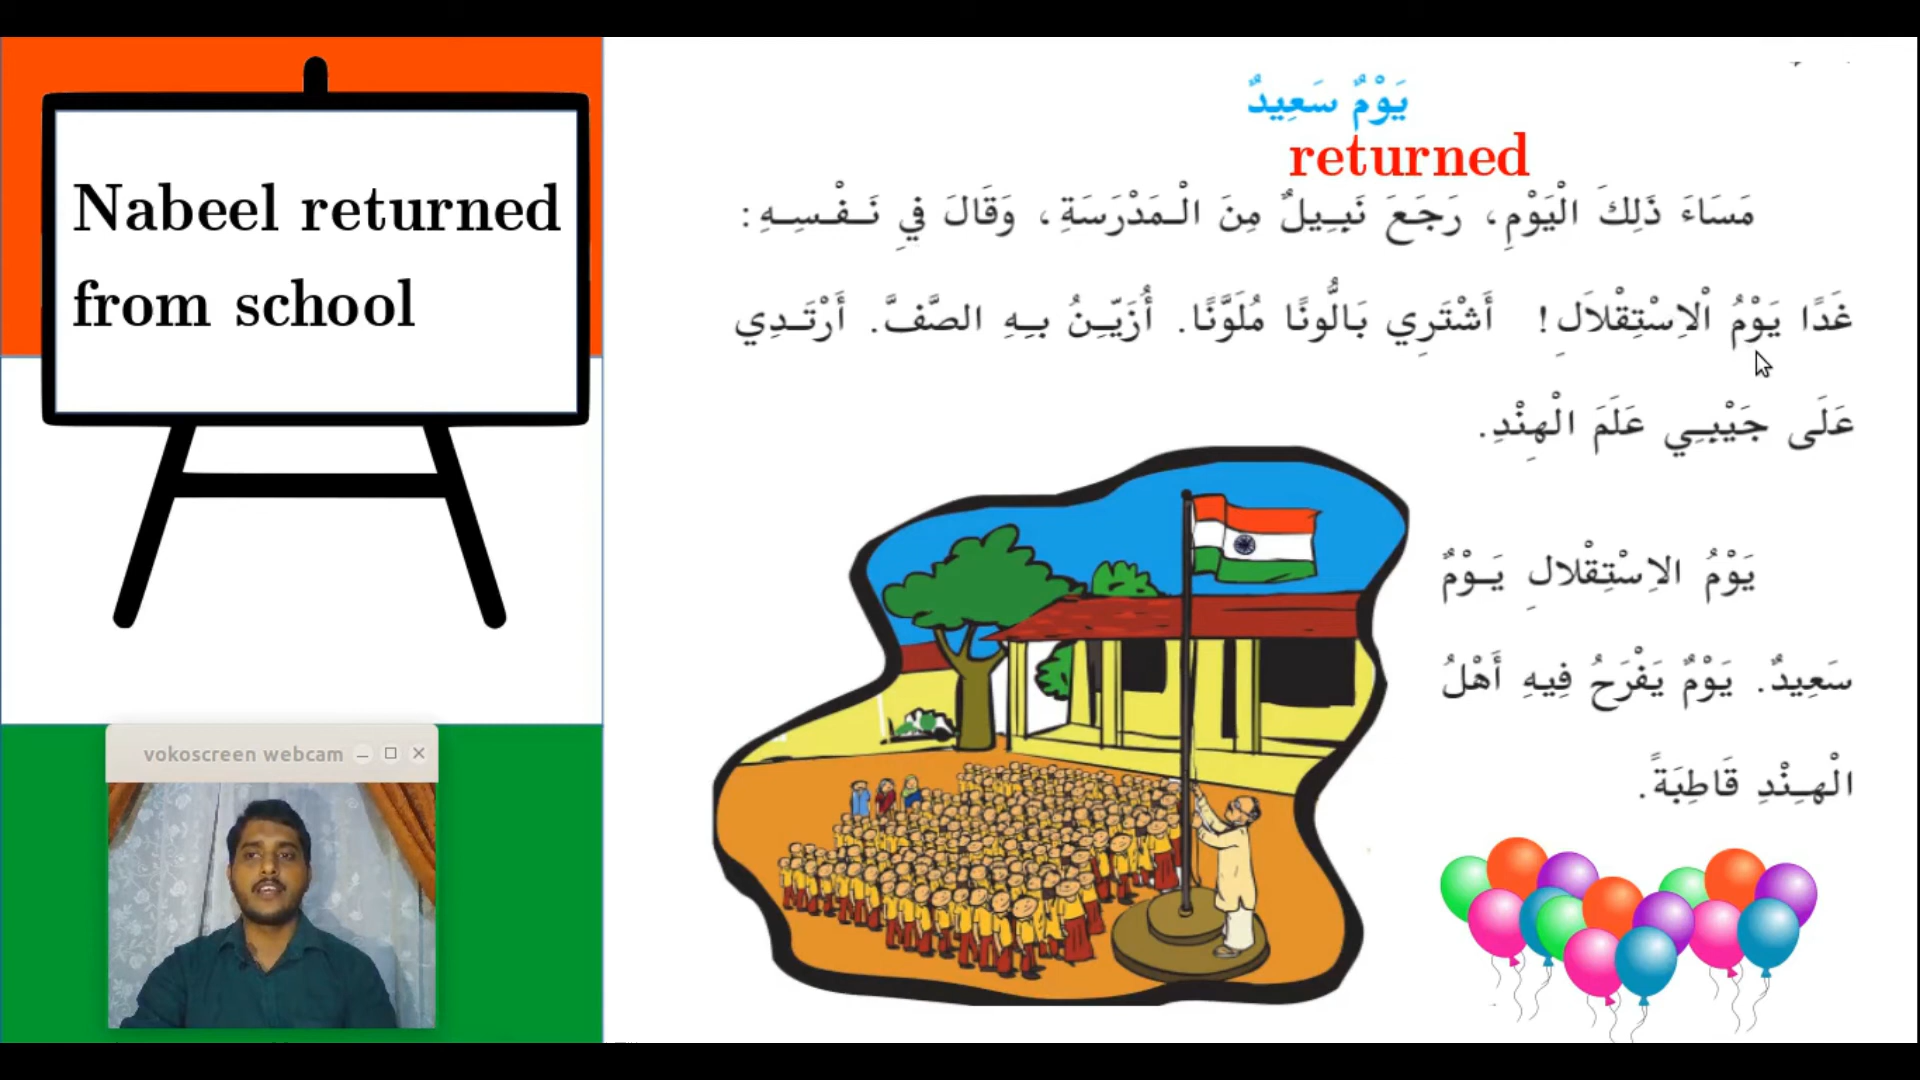 Nabeel returned
from school
vokoscreen webcam
يَوْمٌ سَعِيدٌ
returned
مَسَاءَ ذَلِكَ الْيَوْمِ، رَجَعَ نَبِيلٌ مِنَ الْمَدْرَسَةِ، وَقَالَ فِي نَفْسِهِ:
غَدًا يَوْمُ الْاِسْتِقْلَالِ! أَشْتَرِي بَالُّونًا مُلَوَّنًا. أُزَيِّنُ بِهِ الصَّفَّ. أَرْتَدِي
عَلَى جَيْبِي عَلَمَ الْهِنْدِ.
يَوْمُ الاِسْتِقْلالِ يَوْمٌ
سَعِيدٌ. يَوْمٌ يَفْرَحُ فِيهِ أَهْلُ
الْهِنْدِ قَاطِبَةً.